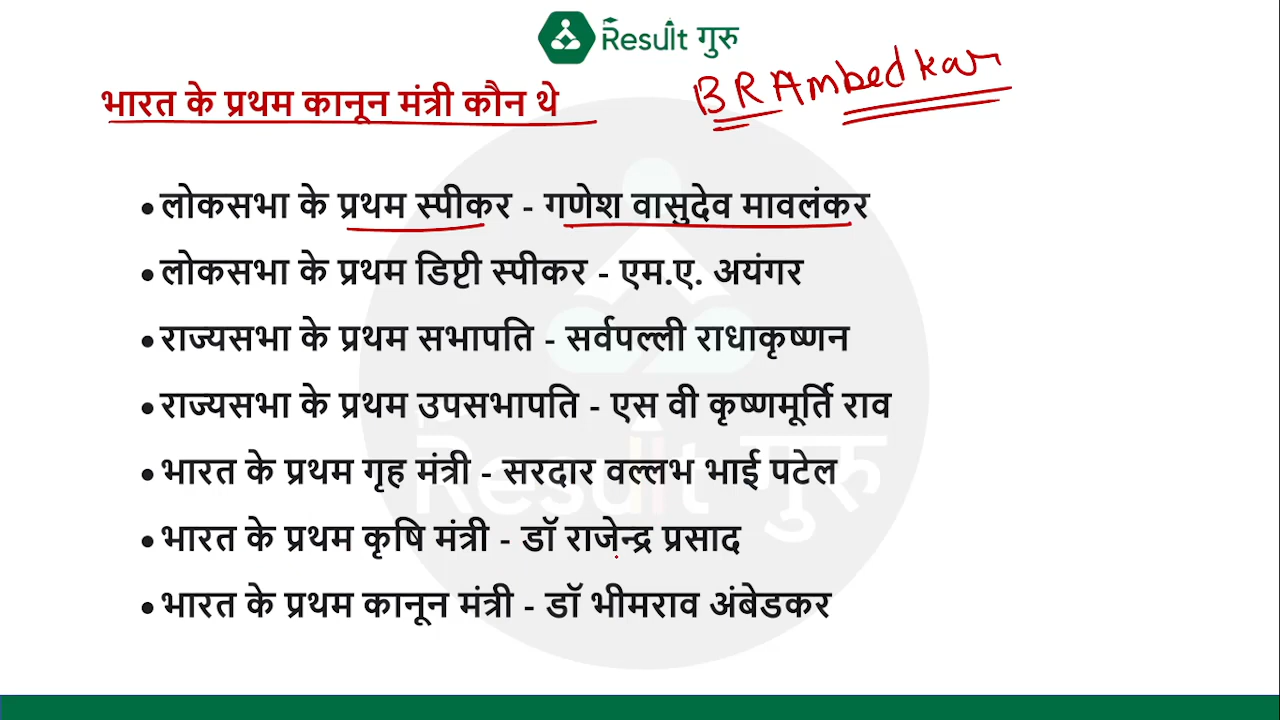 Result गुरु
भारत के प्रथम कानून मंत्री कौन थे
BR Ambedkar
• लोकसभा के प्रथम स्पीकर - गणेश वासुदेव मावलंकर
• लोकसभा के प्रथम डिप्टी स्पीकर - एम.ए. अयंगर
• राज्यसभा के प्रथम सभापति - सर्वपल्ली राधाकृष्णन
• राज्यसभा के प्रथम उपसभापति - एस वी कृष्णमूर्ति राव
• भारत के प्रथम गृह मंत्री - सरदार वल्लभ भाई पटेल
• भारत के प्रथम कृषि मंत्री - डॉ राजेन्द्र प्रसाद
• भारत के प्रथम कानून मंत्री - डॉ भीमराव अंबेडकर
Result गुरु